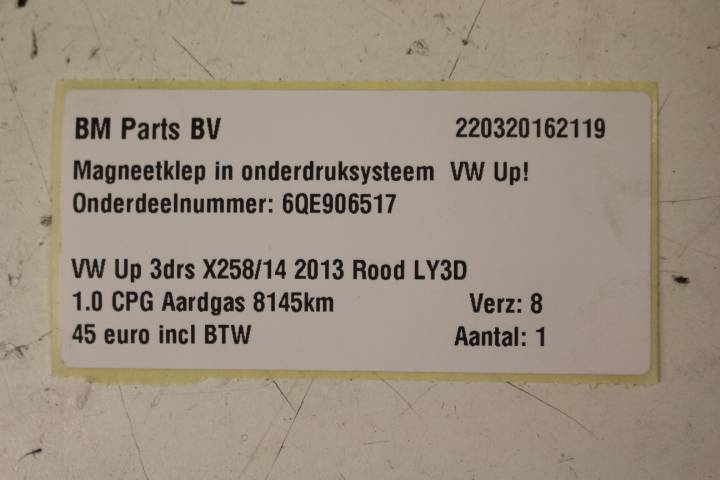 BM Parts BV 220320162119
Magneetklep in onderdruksysteem VW Up!
Onderdeelnummer: 6QE906517
VW Up 3drs X258/14 2013 Rood LY3D
1.0 CPG Aardgas 8145km Verz: 8
45 euro incl BTW Aantal: 1